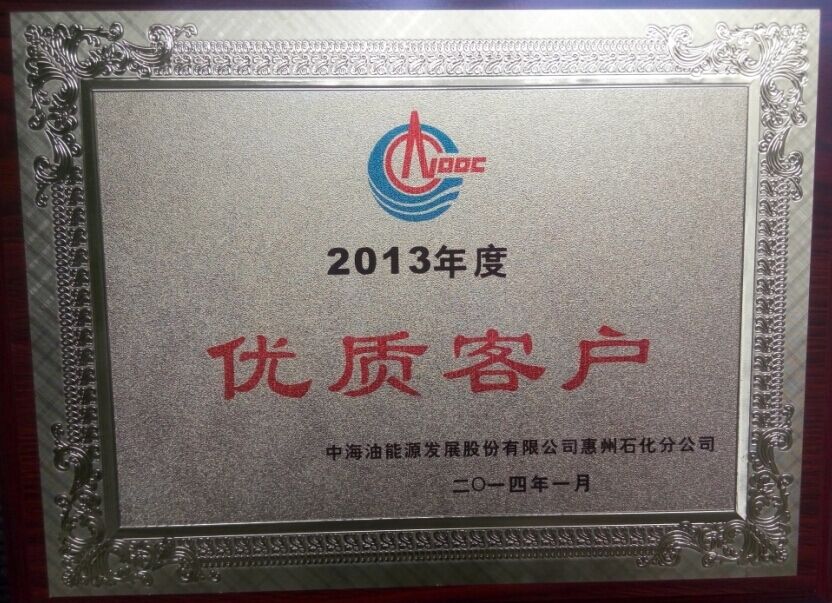 CNOOC
2013年度
优质客户
中海油能源发展股份有限公司惠州石化分公司
二〇一四年一月